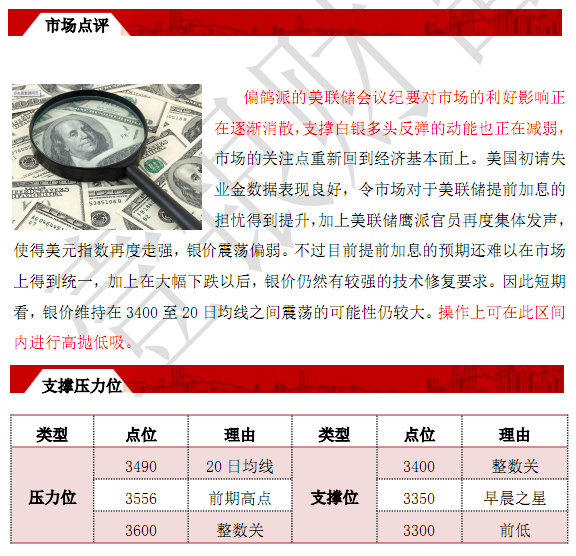 市场点评
偏鸽派的美联储会议纪要对市场的利好影响正
在逐渐消散，支撑白银多头反弹的动能也正在减弱，
市场的关注点重新回到经济基本面上。美国初请失
业金数据表现良好，令市场对于美联储提前加息的
担忧得到提升，加上美联储鹰派官员再度集体发声，
使得美元指数再度走强，银价震荡偏弱。不过目前提前加息的预期还难以在市场
上得到统一，加上在大幅下跌以后，银价仍然有较强的技术修复要求。因此短期
看，银价维持在 3400 至 20 日均线之间震荡的可能性仍较大。操作上可在此区间
内进行高抛低吸。
支撑压力位
类型 点位 理由 类型 点位 理由
压力位 3490 20 日均线 支撑位 3400 整数关
3556 前期高点 3350 早晨之星
3600 整数关 3300 前低